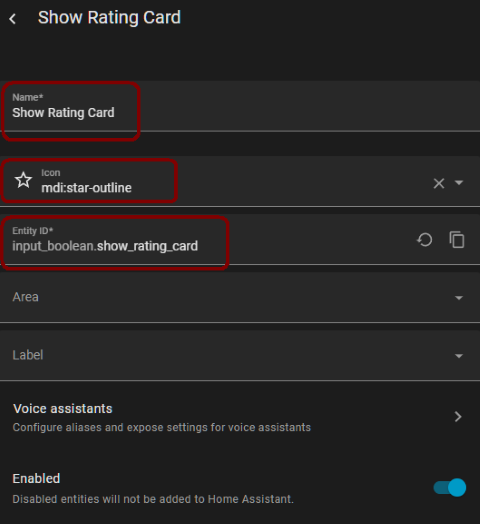 Show Rating Card
Name*
Show Rating Card
Icon
mdi:star-outline
Entity ID*
input_boolean.show_rating_card
Area
Label
Voice assistants
Configure aliases and expose settings for voice assistants
Enabled
Disabled entities will not be added to Home Assistant.